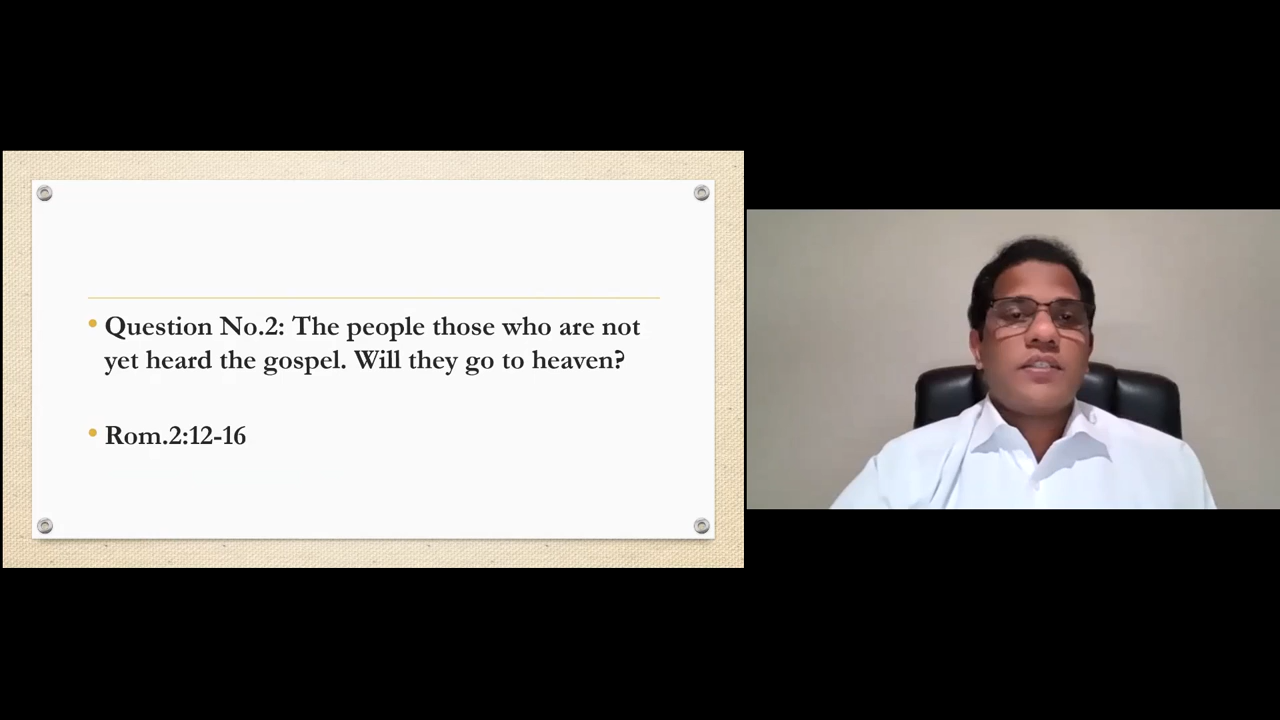 Question No.2: The people those who are not
yet heard the gospel. Will they go to heaven?
Rom.2:12-16